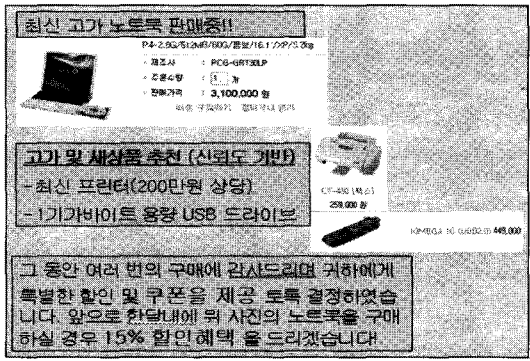 최신 고가 노트북 판매중!!
P4-2.8G/512MB/60G/콤보/16.1"/XP/3.2kg
제조사 : PCG-GRT30LP
주문수량 : 1 개
판매가격 : 3,100,000 원
고가 및 새상품 추천 (신뢰도 기반)
-최신 프린터(200만원 상당)
-1기가바이트 용량 USB 드라이브
(팩스)
259,000 원
IOMEGA 1G 449,000
그 동안 여러 번의 구매에 감사드리며 귀하에게
특별한 할인 및 쿠폰을 제공 토록 결정하였습
니다. 앞으로 한달내에 위 사진의 노트북을 구매
하실 경우 15% 할인혜택 을 드리겠습니다!